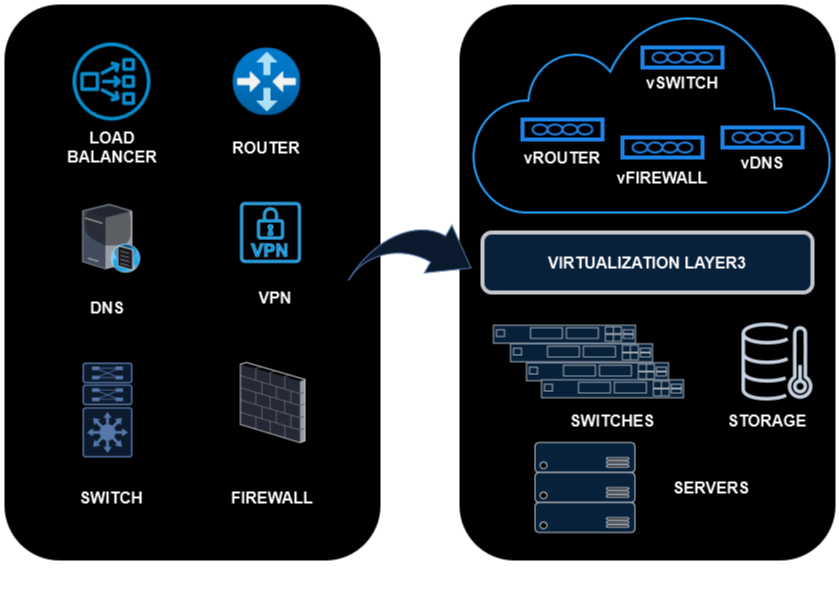 LOAD
BALANCER
ROUTER
DNS
VPN
VPN
SWITCH
FIREWALL
vSWITCH
vROUTER
vFIREWALL
vDNS
VIRTUALIZATION LAYER3
SWITCHES
STORAGE
SERVERS